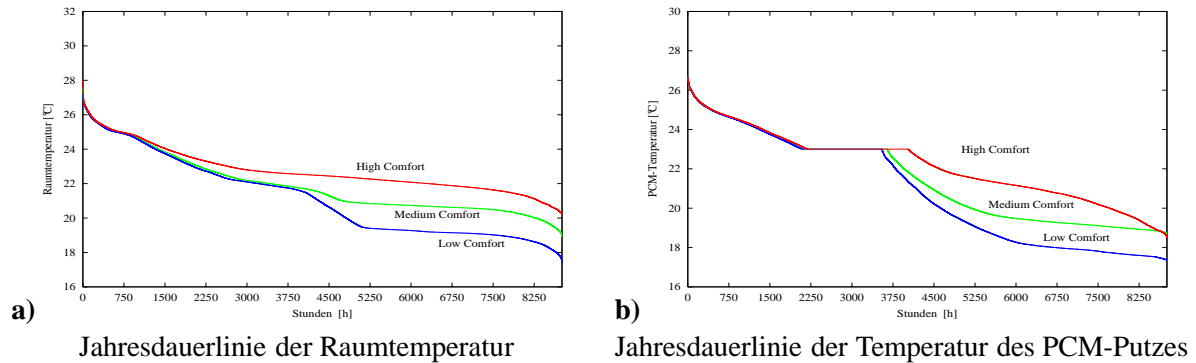 32
30
28
26
24
22
20
18
16
Raumtemperatur [°C]
High Comfort
Medium Comfort
Low Comfort
0 750 1500 2250 3000 3750 4500 5250 6000 6750 7500 8250
Stunden [h]
a)
Jahresdauerlinie der Raumtemperatur
30
28
26
24
22
20
18
16
PCM-Temperatur [°C]
High Comfort
Medium Comfort
Low Comfort
0 750 1500 2250 3000 3750 4500 5250 6000 6750 7500 8250
Stunden [h]
b)
Jahresdauerlinie der Temperatur des PCM-Putzes